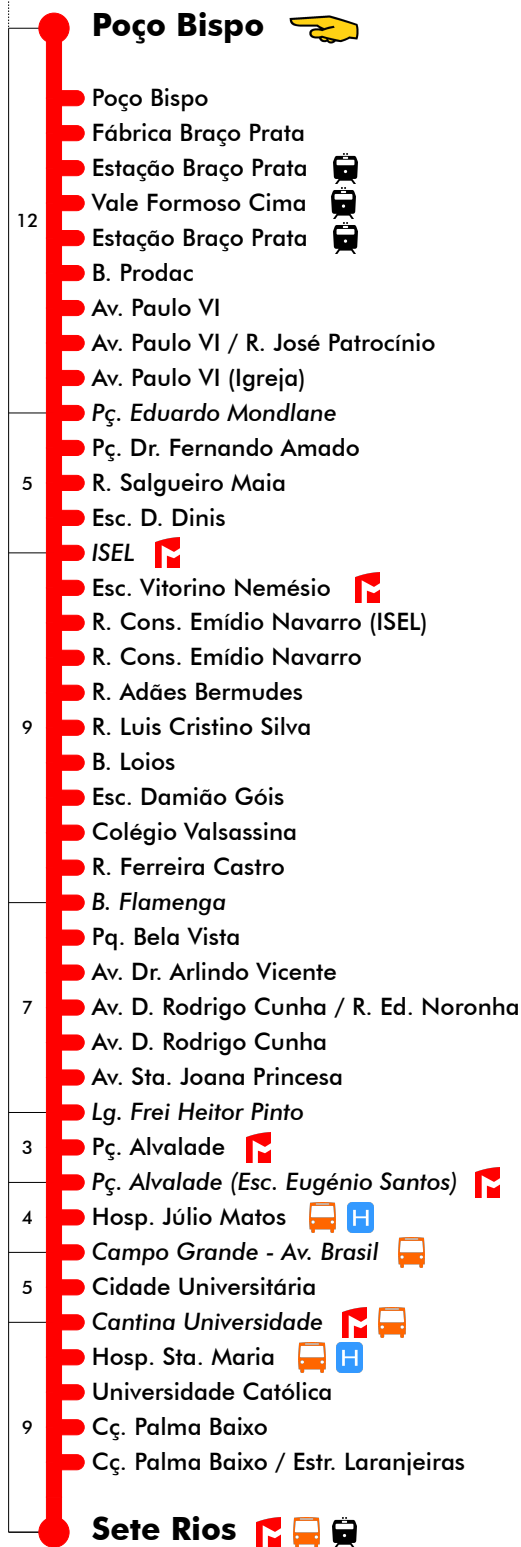 Poço Bispo
Poço Bispo
Fábrica Braço Prata
Estação Braço Prata
Vale Formoso Cima
12
Estação Braço Prata
B. Prodac
Av. Paulo VI
Av. Paulo VI / R. José Patrocínio
Av. Paulo VI (Igreja)
Pç. Eduardo Mondlane
Pç. Dr. Fernando Amado
5 R. Salgueiro Maia
Esc. D. Dinis
ISEL
Esc. Vitorino Nemésio
R. Cons. Emídio Navarro (ISEL)
R. Cons. Emídio Navarro
R. Adães Bermudes
9 R. Luis Cristino Silva
B. Loios
Esc. Damião Góis
Colégio Valsassina
R. Ferreira Castro
B. Flamenga
Pq. Bela Vista
Av. Dr. Arlindo Vicente
7 Av. D. Rodrigo Cunha / R. Ed. Noronha
Av. D. Rodrigo Cunha
Av. Sta. Joana Princesa
Lg. Frei Heitor Pinto
3 Pç. Alvalade
Pç. Alvalade (Esc. Eugénio Santos)
4 Hosp. Júlio Matos H
Campo Grande - Av. Brasil
5 Cidade Universitária
Cantina Universidade
Hosp. Sta. Maria H
Universidade Católica
9 Cç. Palma Baixo
Cç. Palma Baixo / Estr. Laranjeiras
Sete Rios